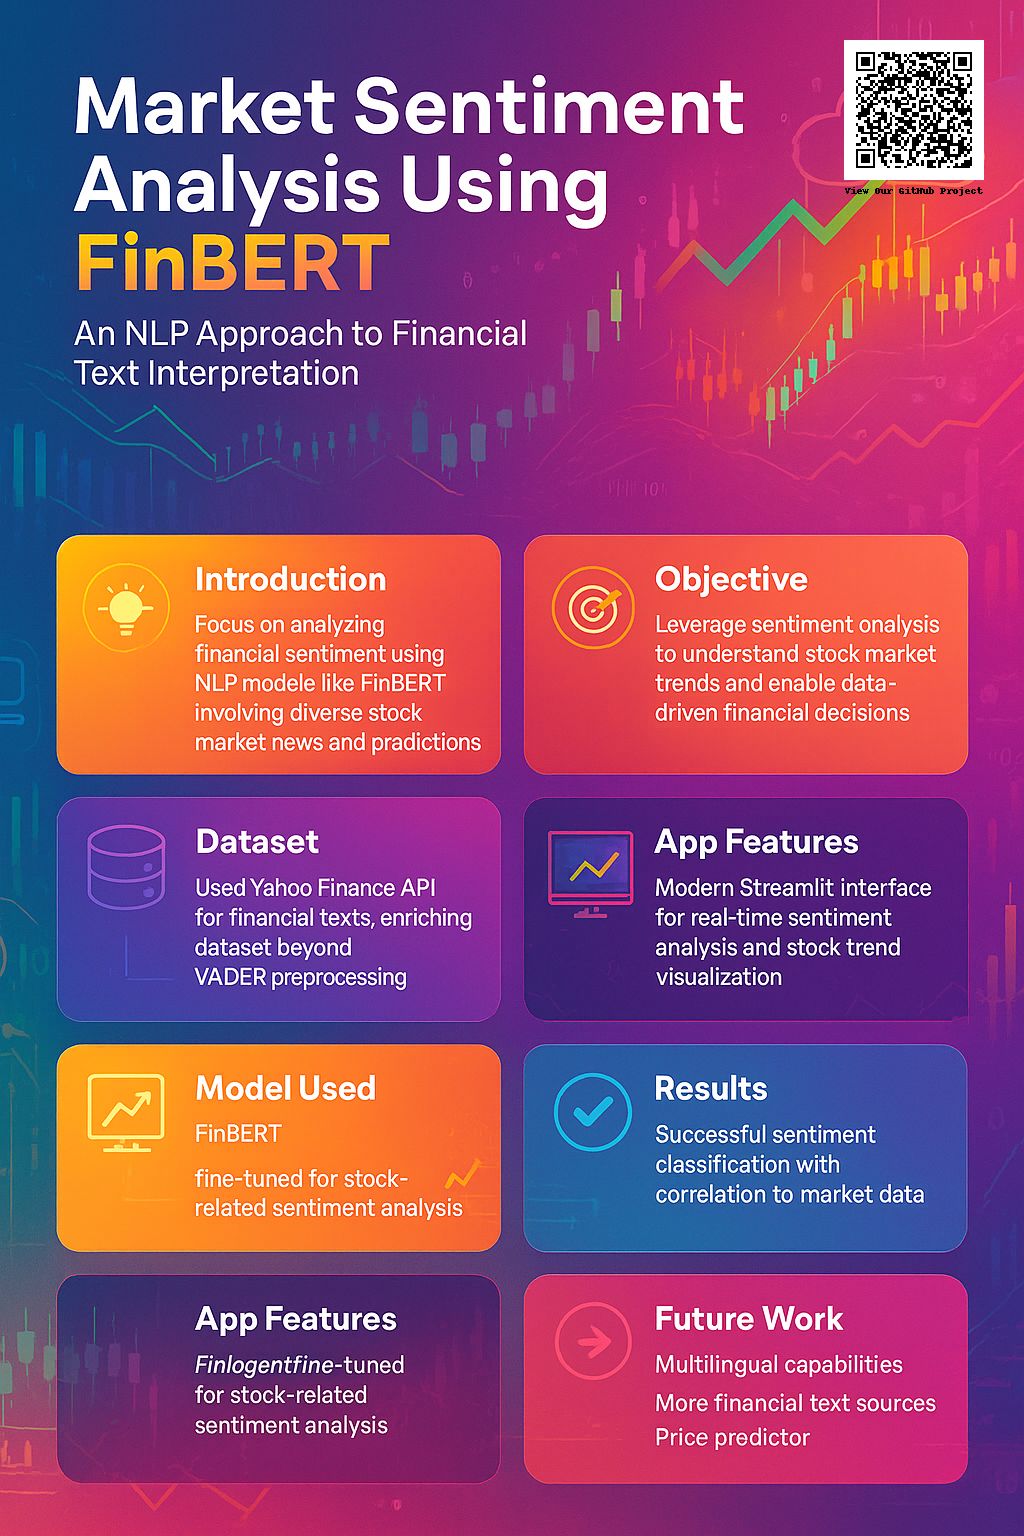 Market Sentiment
Analysis Using
FinBERT
An NLP Approach to Financial
Text Interpretation
View Our GitHub Project
Introduction
Focus on analyzing
financial sentiment using
NLP modele like FinBERT
involving diverse stock
market news and pradictions
Objective
Leverage sentiment onalysis
to understand stock market
trends and enable data-
driven financial decisions
Dataset
Used Yahoo Finance API
for financial texts, enriching
dataset beyond
VADER preprocessing
App Features
Modern Streamlit interface
for real-time sentiment
analysis and stock trend
visualization
Model Used
FinBERT
fine-tuned for stock-
related sentiment analysis
Results
Successful sentiment
classification with
correlation to market data
App Features
Finlogentfine-tuned
for stock-related
sentiment analysis
Future Work
Multilingual capabilities
More financial text sources
Price predictor